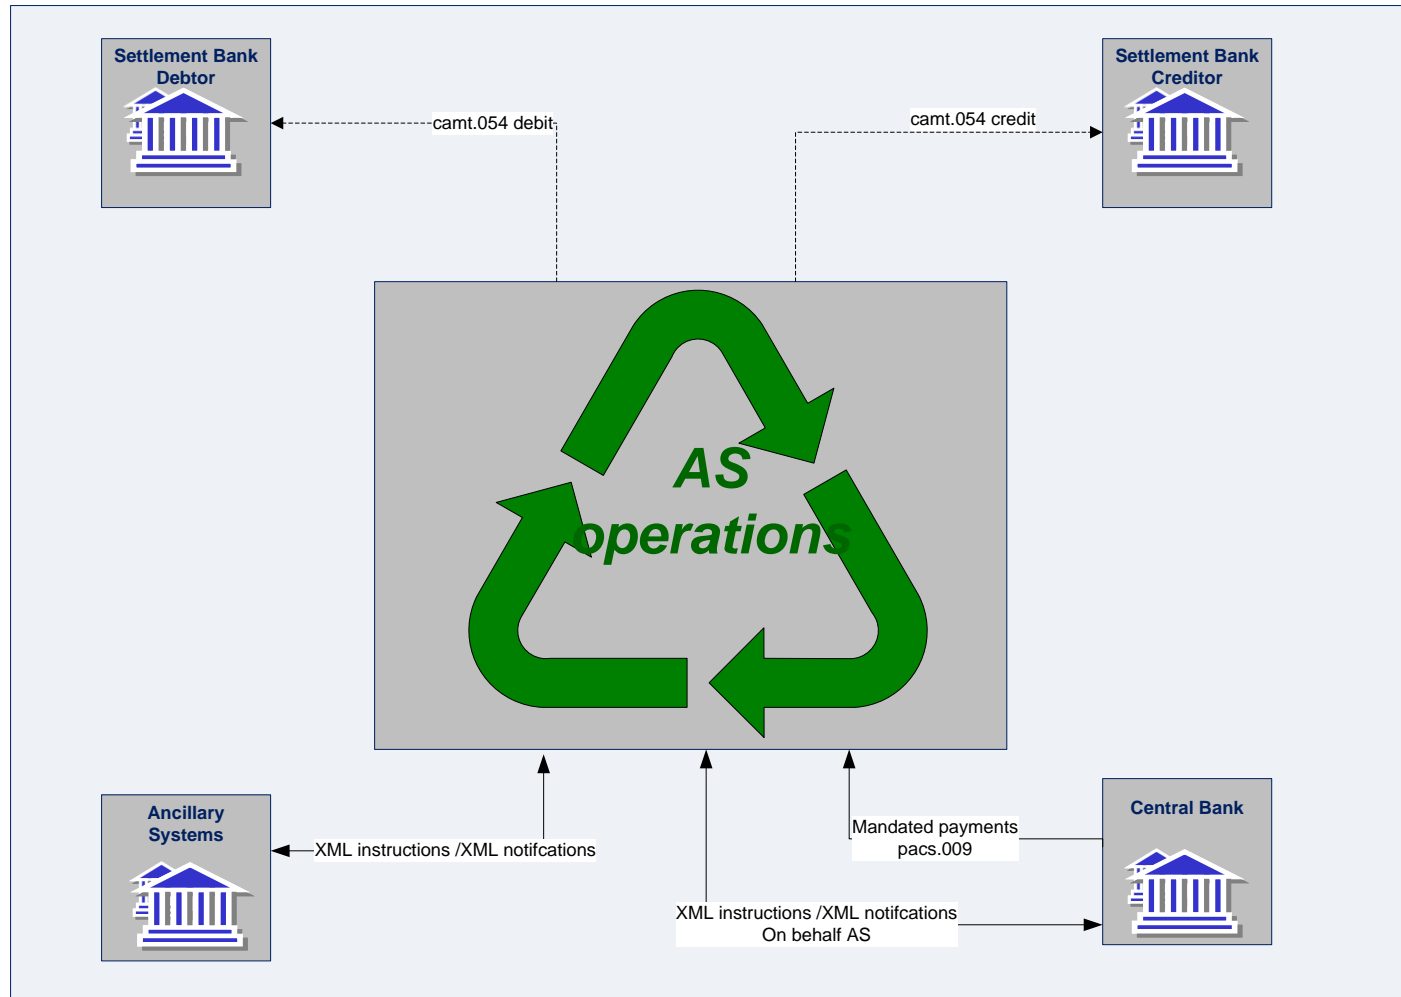 Settlement Bank
Debtor
Settlement Bank
Creditor
camt.054 debit
camt.054 credit
AS
operations
Ancillary
Systems
Central Bank
Mandated payments
pacs.009
XML instructions /XML notifcations
XML instructions /XML notifcations
On behalf AS